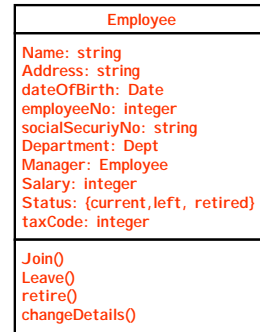 Employee
Name: string
Address: string
dateOfBirth: Date
employeeNo: integer
socialSecuriyNo: string
Department: Dept
Manager: Employee
Salary: integer
Status: {current,left, retired}
taxCode: integer
Join()
Leave()
retire()
changeDetails()